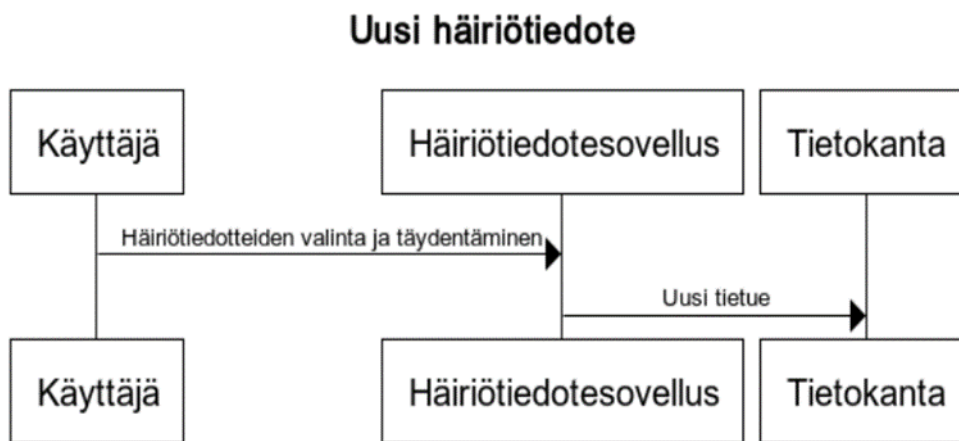 Uusi häiriötiedote
Käyttäjä
Häiriötiedotesovellus
Tietokanta
Häiriötiedotteiden valinta ja täydentäminen
Uusi tietue
Käyttäjä
Häiriötiedotesovellus
Tietokanta